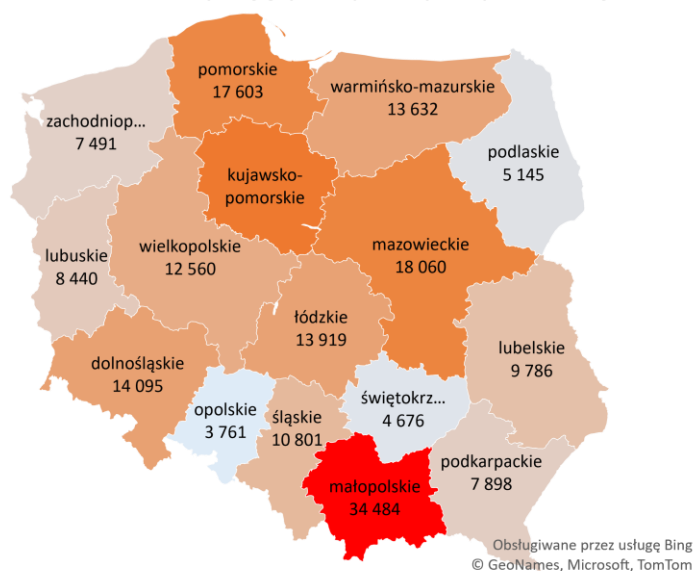 pomorskie
17 603
warmińsko-mazurskie
13 632
zachodniop...
7 491
podlaskie
5 145
kujawsko-
pomorskie
lubuskie
8 440
wielkopolskie
12 560
mazowieckie
18 060
łódzkie
13 919
lubelskie
9 786
dolnośląskie
14 095
opolskie
3 761
śląskie
10 801
świętokrz...
4 676
małopolskie
34 484
podkarpackie
7 898
Obsługiwane przez usługę Bing
© GeoNames, Microsoft, TomTom